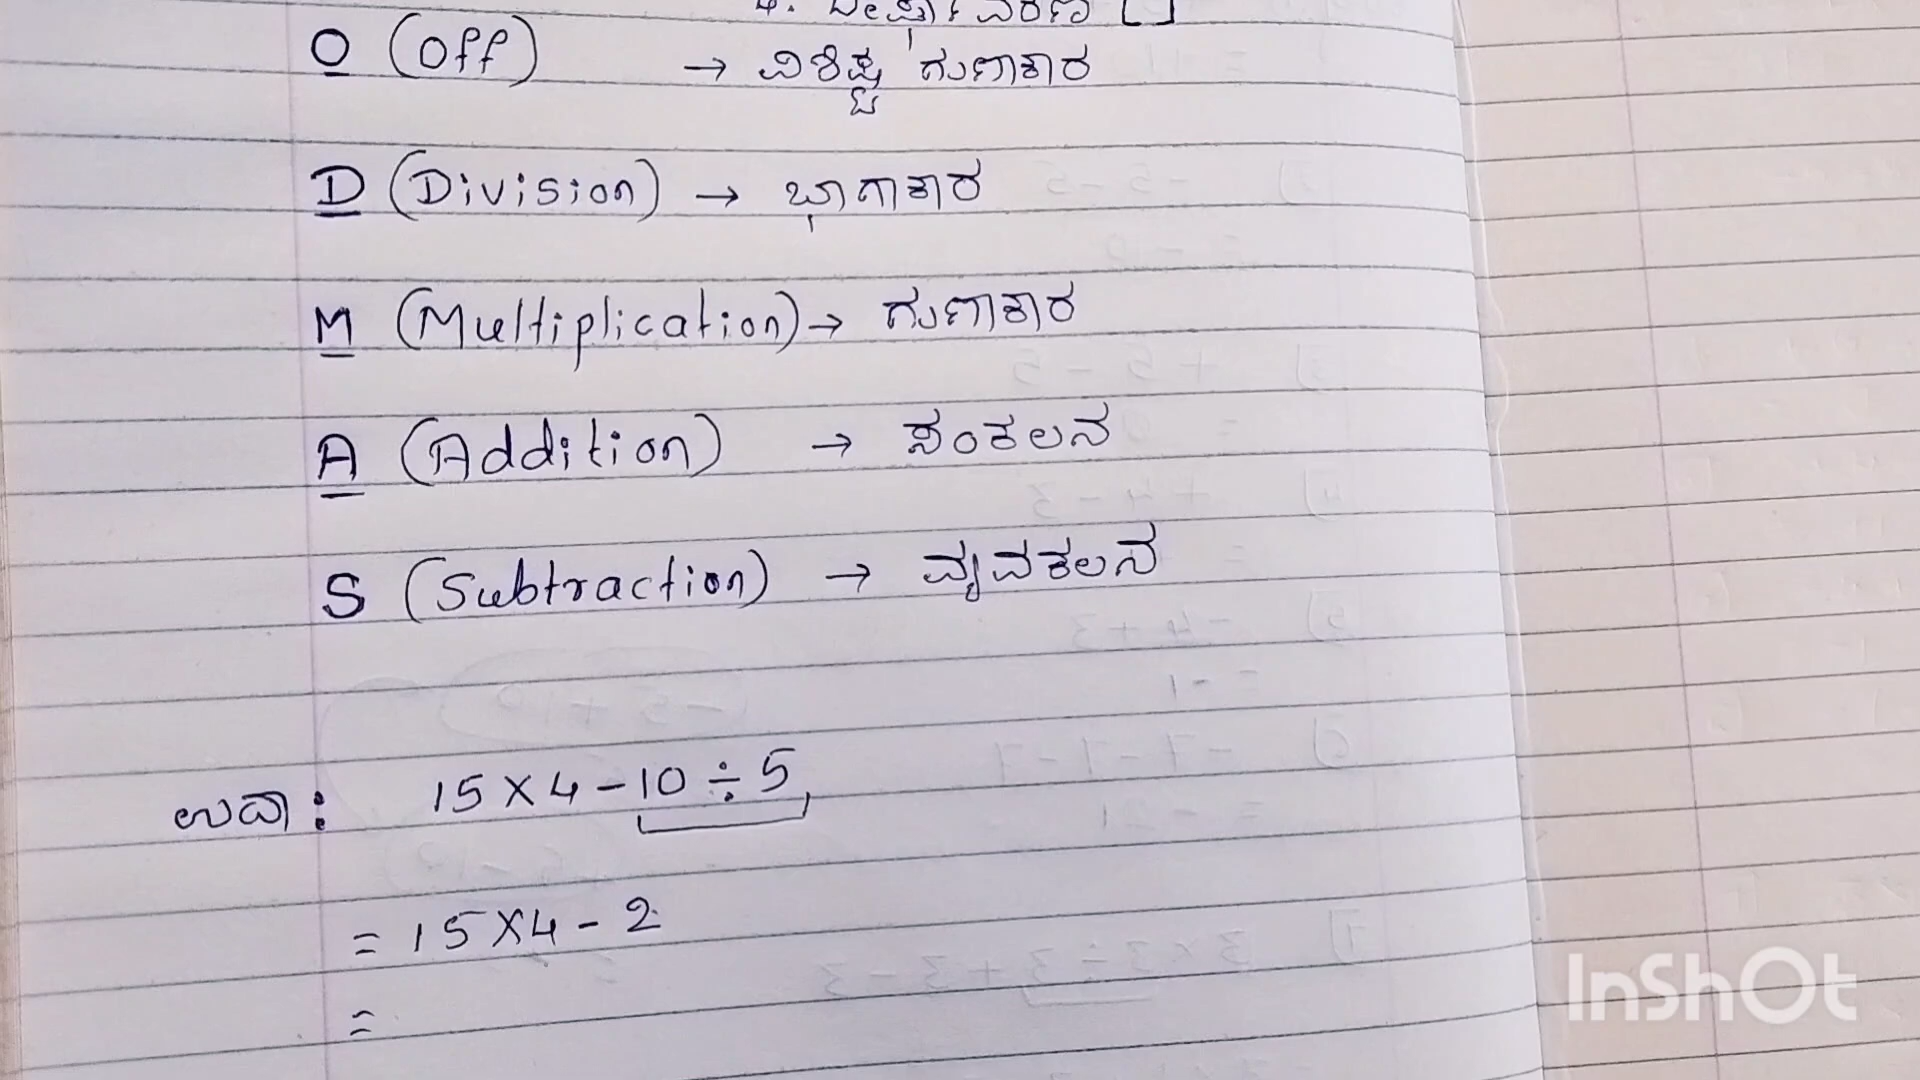 O (Off) → ವಿಶಿಷ್ಟ ಗುಣಾಕಾರ
D (Division) → ಭಾಗಾಕಾರ
M (Multiplication) → ಗುಣಾಕಾರ
A (Addition) → ಸಂಕಲನ
S (Subtraction) → ವ್ಯವಕಲನ
ಉದಾ : 15 × 4 - 10 ÷ 5
= 15 × 4 - 2
=
InShOt